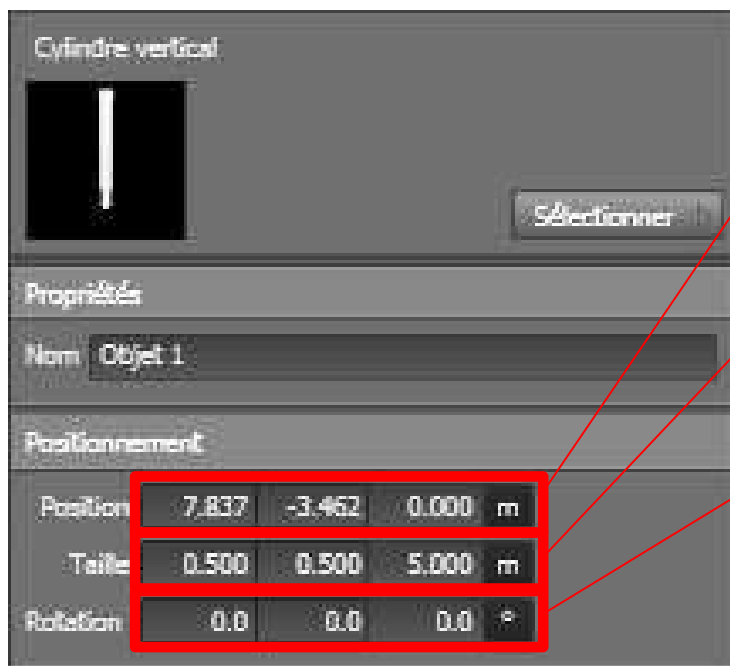 Cylindre vertical
Sélectionner
Propriétés
Nom Objet 1
Positionnement
Position 7.837 -3.462 0.000 m
Taille 0.500 0.500 5.000 m
Rotation 0.0 0.0 0.0 °